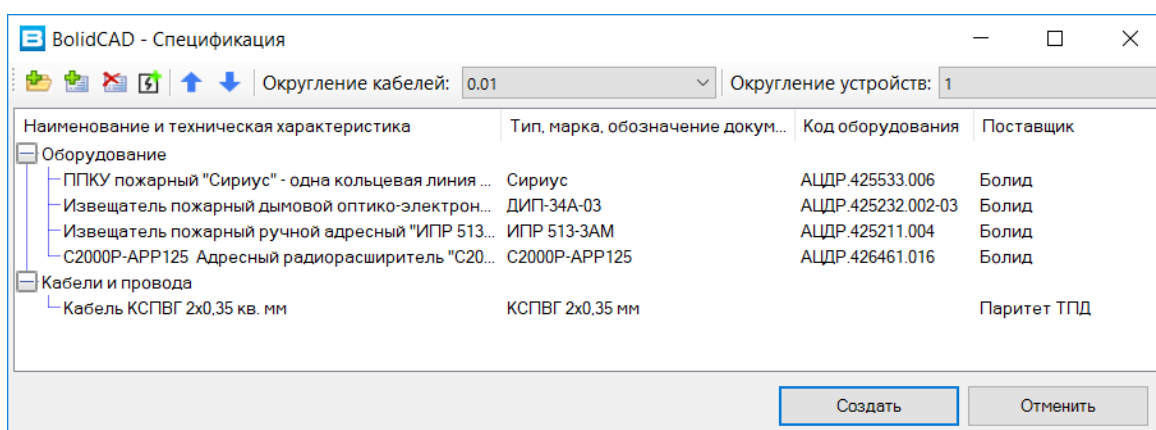 BolidCAD - Спецификация
Округление кабелей: 0.01 Округление устройств: 1
Наименование и техническая характеристика Тип, марка, обозначение докум... Код оборудования Поставщик
Оборудование
ППКУ пожарный "Сириус" - одна кольцевая линия ... Сириус АЦДР.425533.006 Болид
Извещатель пожарный дымовой оптико-электрон... ДИП-34А-03 АЦДР.425232.002-03 Болид
Извещатель пожарный ручной адресный "ИПР 513... ИПР 513-3АМ АЦДР.425211.004 Болид
С2000Р-АРР125 Адресный радиорасширитель "С20... С2000Р-АРР125 АЦДР.426461.016 Болид
Кабели и провода
Кабель КСПВГ 2x0,35 кв. мм КСПВГ 2x0,35 мм Паритет ТПД
Создать Отменить